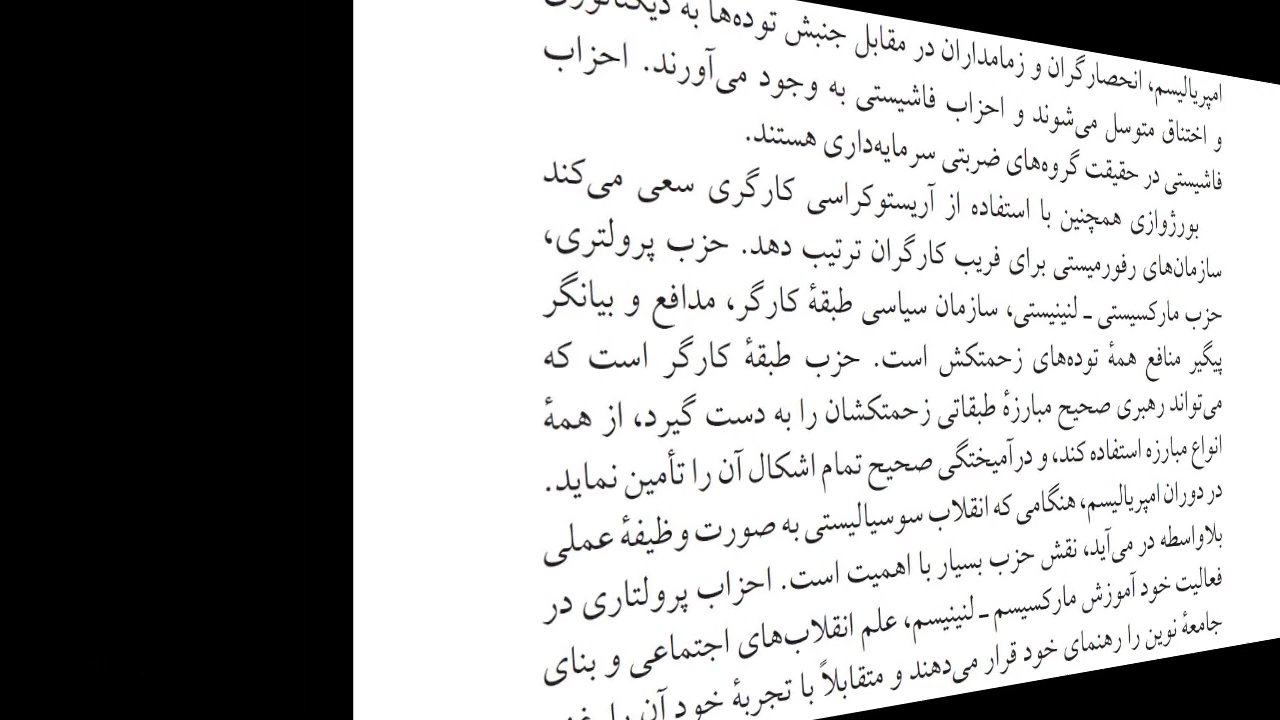 امپریالیسم، انحصارگران و زمامداران در مقابل جنبش توده‌ها به دیکتاتوری
و اختناق متوسل می‌شوند و احزاب فاشیستی به وجود می‌آورند. احزاب
فاشیستی در حقیقت گروه‌های ضربتی سرمایه‌داری هستند.
بورژوازی همچنین با استفاده از آریستوکراسی کارگری سعی می‌کند
سازمان‌های رفورمیستی برای فریب کارگران ترتیب دهد. حزب پرولتری،
حزب مارکسیستی ـ لنینیستی، سازمان سیاسی طبقهٔ کارگر، مدافع و بیانگر
پیگیر منافع همهٔ توده‌های زحمتکش است. حزب طبقهٔ کارگر است که
می‌تواند رهبری صحیح مبارزهٔ طبقاتی زحمتکشان را به دست گیرد، از همهٔ
انواع مبارزه استفاده کند، و درآمیختگی صحیح تمام اشکال آن را تأمین نماید.
در دوران امپریالیسم، هنگامی که انقلاب سوسیالیستی به صورت وظیفهٔ عملی
بلاواسطه در می‌آید، نقش حزب بسیار با اهمیت است. احزاب پرولتاری در
فعالیت خود آموزش مارکسیسم ـ لنینیسم، علم انقلاب‌های اجتماعی و بنای
جامعهٔ نوین را رهنمای خود قرار می‌دهند و متقابلاً با تجربهٔ خود آن را